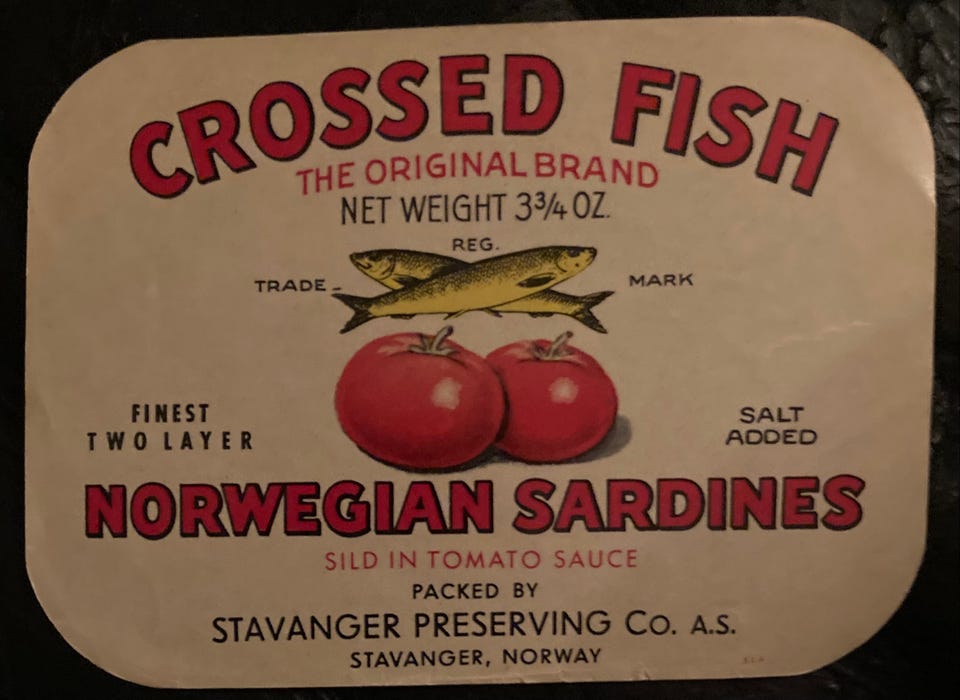 CROSSED FISH
THE ORIGINAL BRAND
NET WEIGHT 3¾ OZ.
REG.
TRADE - MARK
FINEST
TWO LAYER
SALT
ADDED
NORWEGIAN SARDINES
SILD IN TOMATO SAUCE
PACKED BY
STAVANGER PRESERVING Co. A.S.
STAVANGER, NORWAY